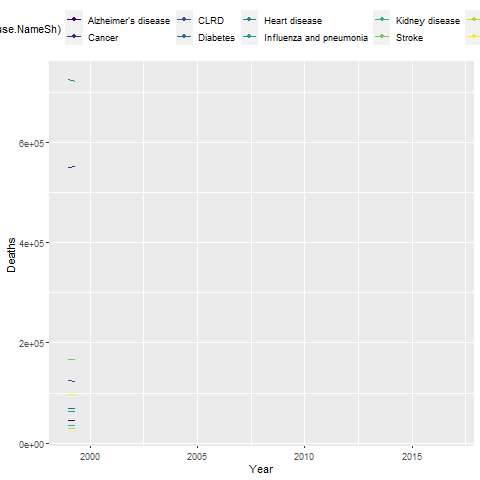 use.NameSh)
Alzheimer's disease CLRD Heart disease Kidney disease
Cancer Diabetes Influenza and pneumonia Stroke
6e+05
4e+05
2e+05
0e+00
Deaths
2000 2005 2010 2015
Year